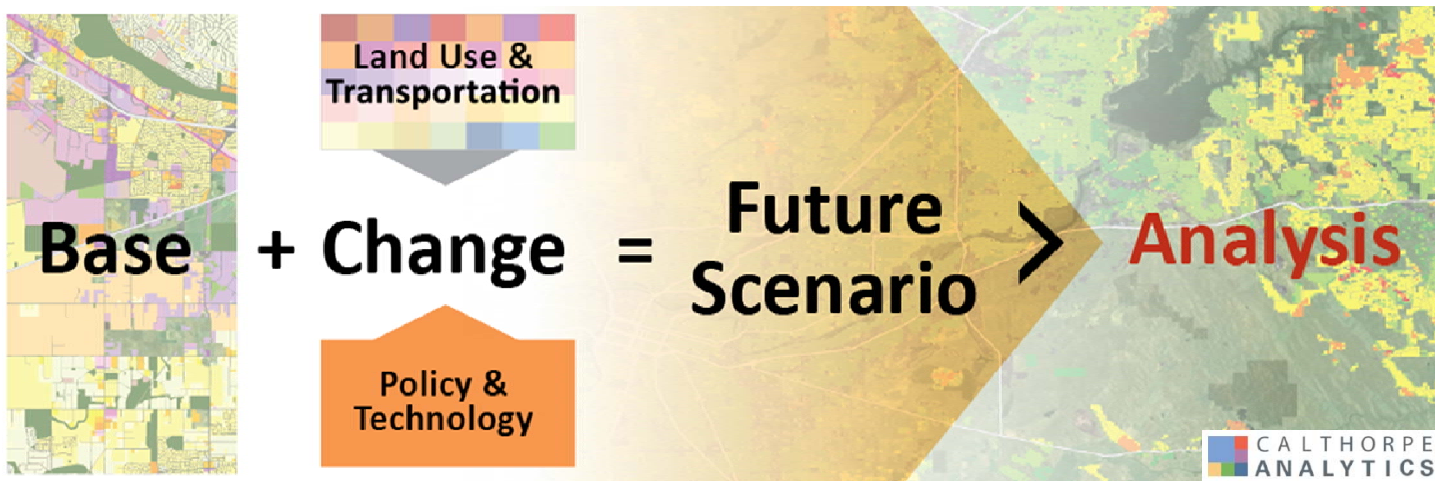 Land Use &
Transportation
Base + Change = Future
Scenario > Analysis
Policy &
Technology
CALTHORPE
ANALYTICS